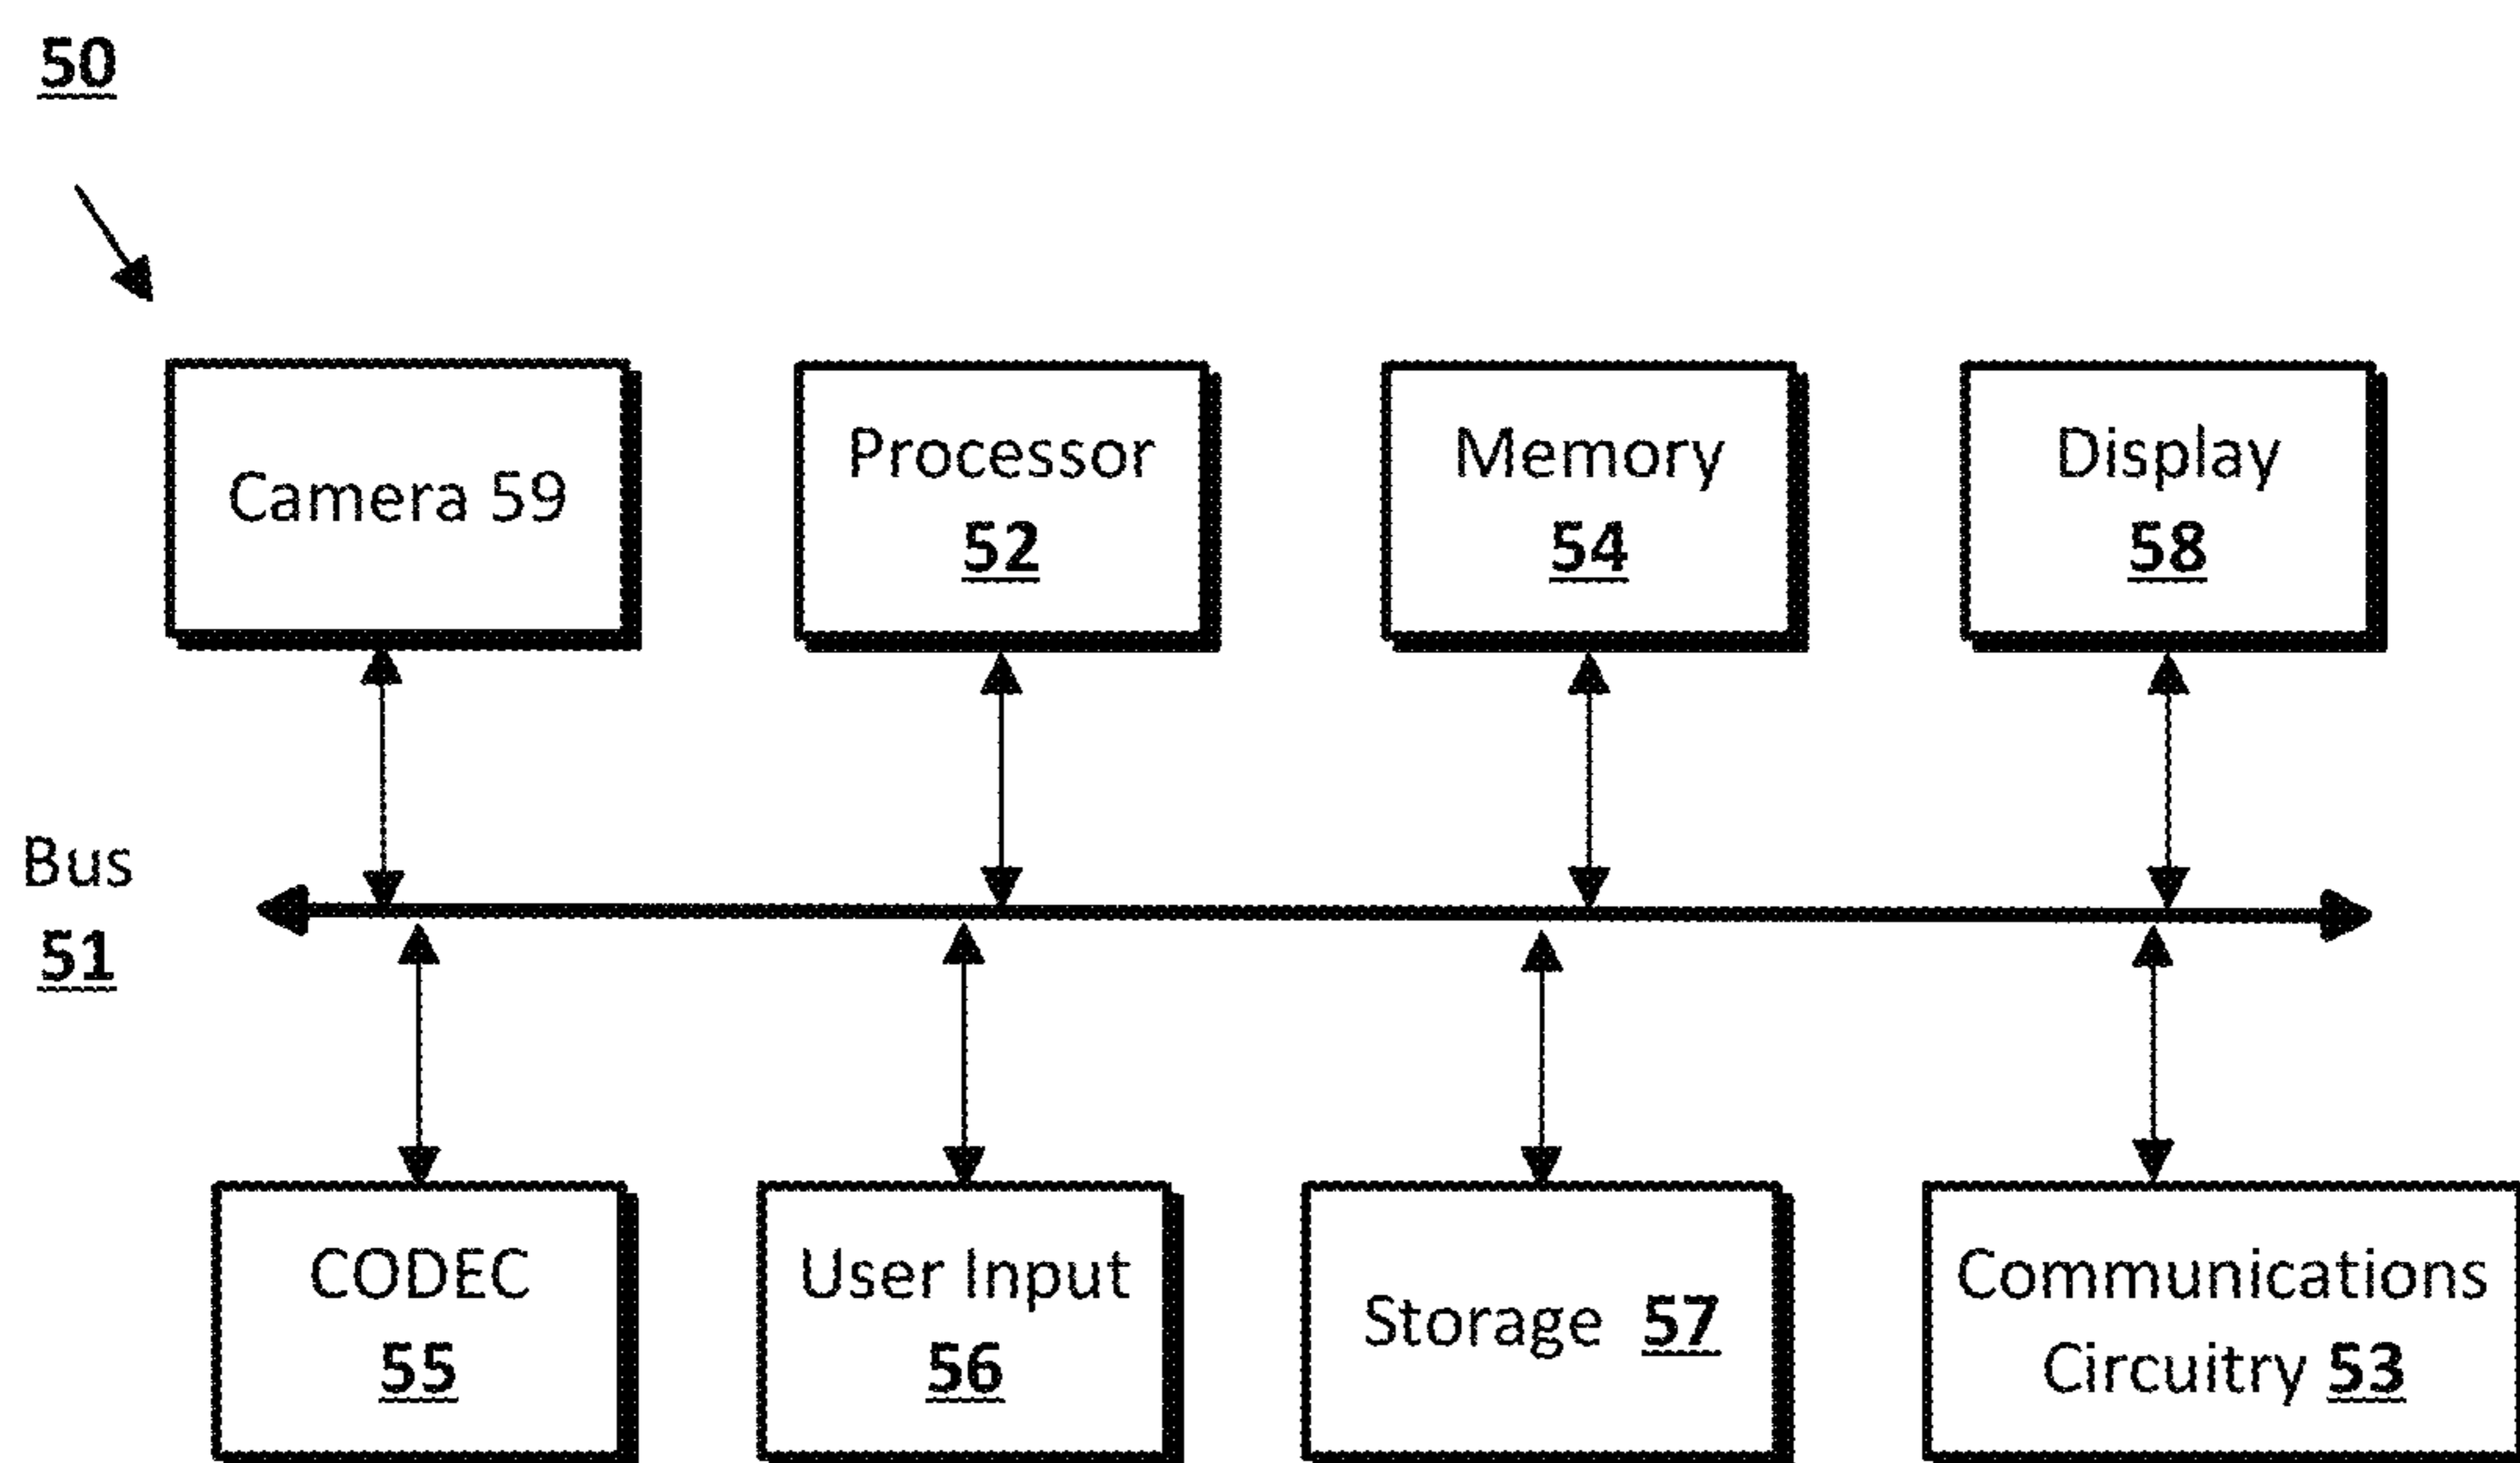 50
Camera 59
Processor
52
Memory
54
Display
58
Bus
51
CODEC
55
User Input
56
Storage 57
Communications
Circuitry 53